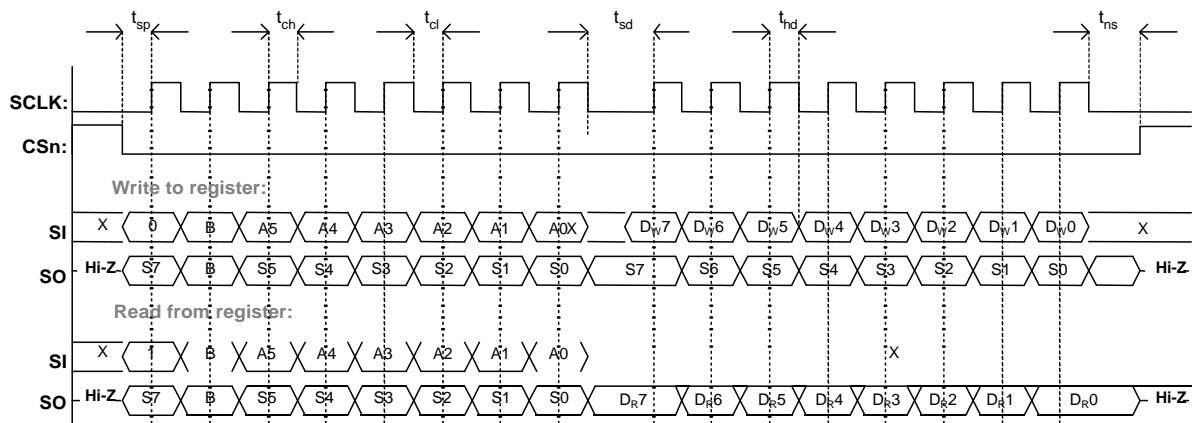 tsp tch tcl tsd thd tns
SCLK:
CSn:
Write to register:
SI X 0 B A5 A4 A3 A2 A1 A0 X DW7 DW6 DW5 DW4 DW3 DW2 DW1 DW0 X
SO Hi-Z S7 B S5 S4 S3 S2 S1 S0 S7 S6 S5 S4 S3 S2 S1 S0 Hi-Z
Read from register:
SI X 1 B A5 A4 A3 A2 A1 A0 X
SO Hi-Z S7 B S5 S4 S3 S2 S1 S0 DR7 DR6 DR5 DR4 DR3 DR2 DR1 DR0 Hi-Z